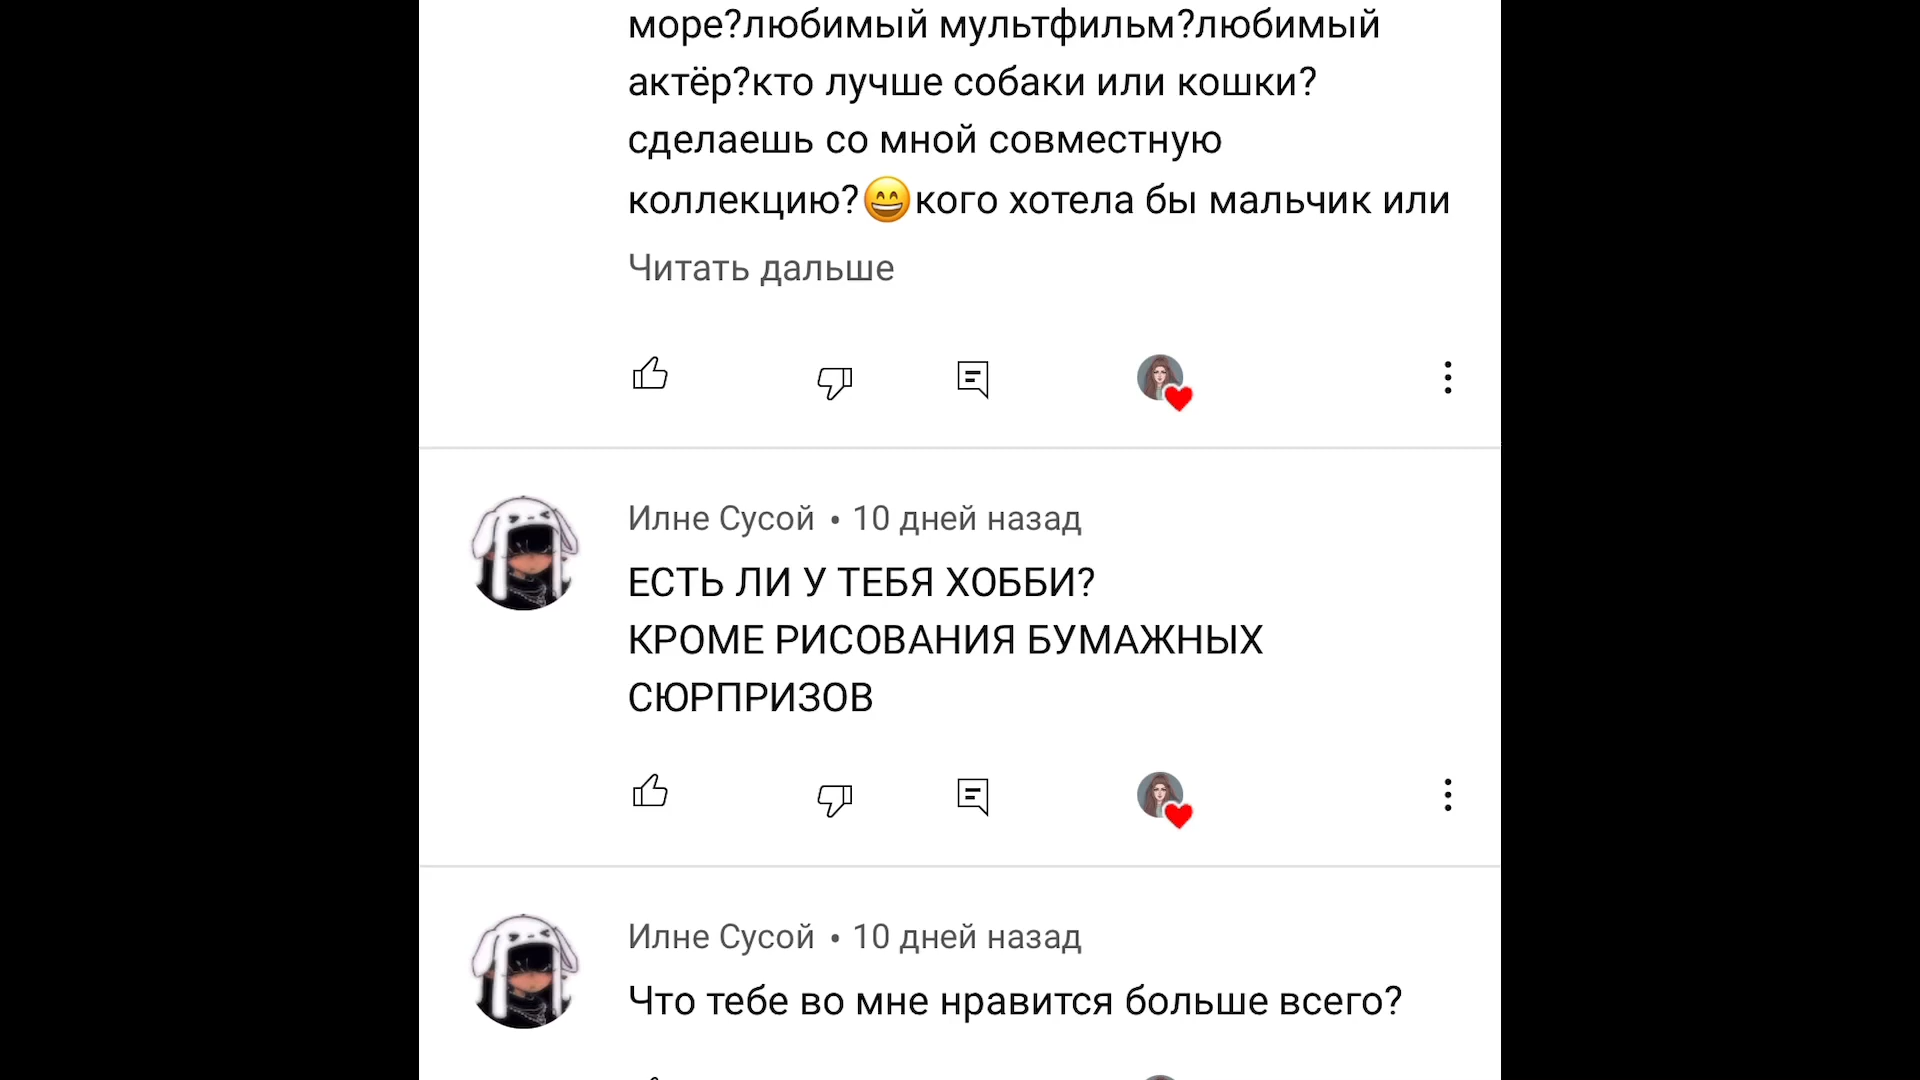 море?любимый мультфильм?любимый
актёр?кто лучше собаки или кошки?
сделаешь со мной совместную
коллекцию?😄кого хотела бы мальчик или
Читать дальше
Илне Сусой • 10 дней назад
ЕСТЬ ЛИ У ТЕБЯ ХОББИ?
КРОМЕ РИСОВАНИЯ БУМАЖНЫХ
СЮРПРИЗОВ
Илне Сусой • 10 дней назад
Что тебе во мне нравится больше всего?